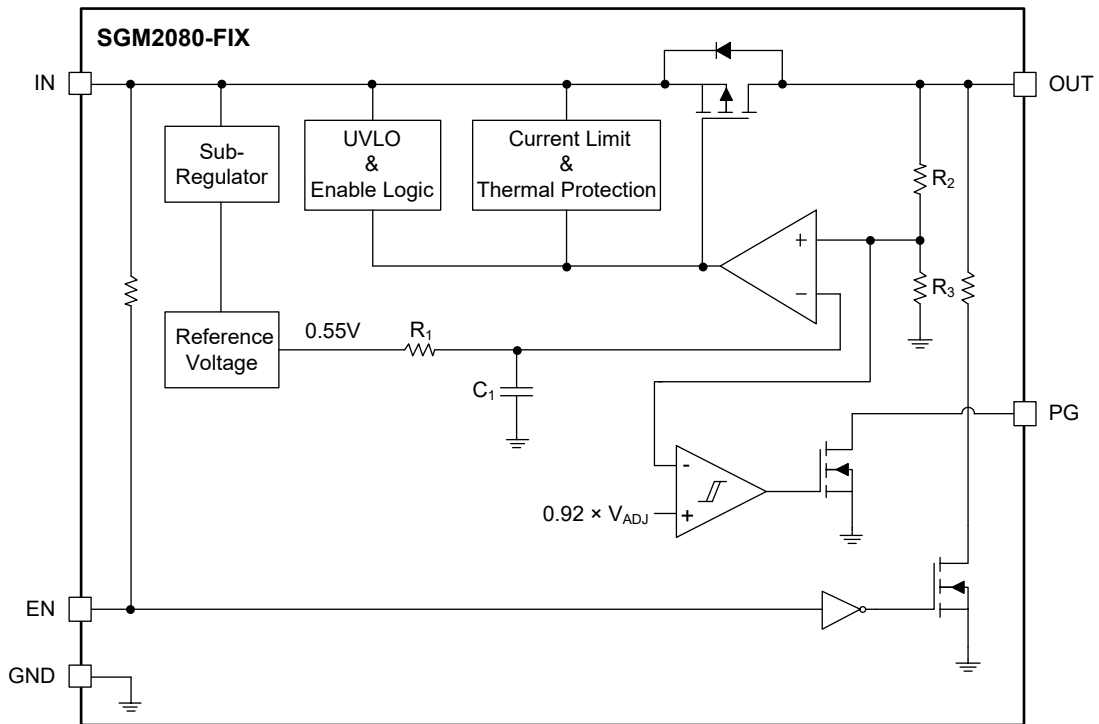 SGM2080-FIX
IN
OUT
Sub-
Regulator
UVLO
&
Enable Logic
Current Limit
&
Thermal Protection
R2
+
−
R3
Reference
Voltage
0.55V
R1
C1
PG
-
+
0.92 × VADJ
EN
GND